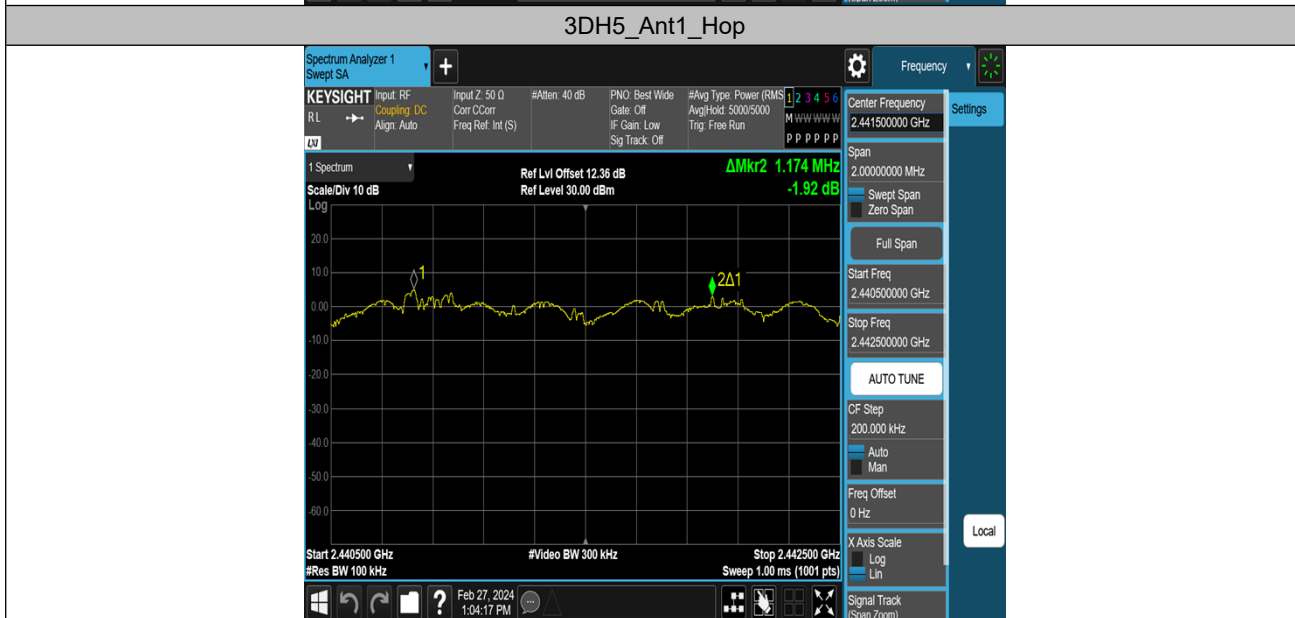 (Span Zoom)
3DH5_Ant1_Hop
Spectrum Analyzer 1
Swept SA
Frequency
KEYSIGHT
RL
LXI
Input: RF
Coupling: DC
Align: Auto
Input Z: 50 Ω
Corr CCorr
Freq Ref: Int (S)
#Atten: 40 dB
PNO: Best Wide
Gate: Off
IF Gain: Low
Sig Track: Off
#Avg Type: Power (RMS
Avg|Hold: 5000/5000
Trig: Free Run
1 2 3 4 5 6
M W W W W W
P P P P P P
1 Spectrum
Scale/Div 10 dB
Log
Ref Lvl Offset 12.36 dB
Ref Level 30.00 dBm
ΔMkr2 1.174 MHz
-1.92 dB
20.0
10.0
0.00
-10.0
-20.0
-30.0
-40.0
-50.0
-60.0
1
2Δ1
Start 2.440500 GHz
#Res BW 100 kHz
#Video BW 300 kHz
Stop 2.442500 GHz
Sweep 1.00 ms (1001 pts)
?
Feb 27, 2024
1:04:17 PM
Center Frequency
2.441500000 GHz
Span
2.00000000 MHz
Swept Span
Zero Span
Full Span
Start Freq
2.440500000 GHz
Stop Freq
2.442500000 GHz
AUTO TUNE
CF Step
200.000 kHz
Auto
Man
Freq Offset
0 Hz
X Axis Scale
Log
Lin
Signal Track
(Span Zoom)
Settings
Local